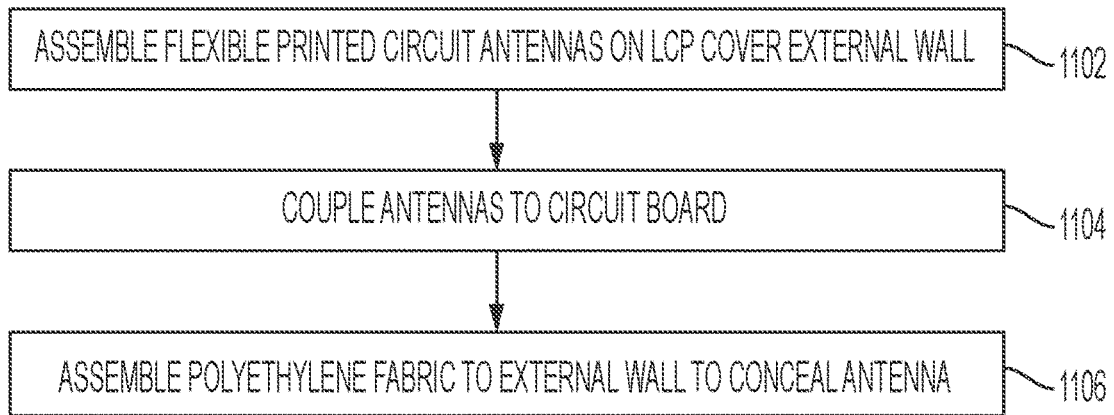 ASSEMBLE FLEXIBLE PRINTED CIRCUIT ANTENNAS ON LCP COVER EXTERNAL WALL
1102
COUPLE ANTENNAS TO CIRCUIT BOARD
1104
ASSEMBLE POLYETHYLENE FABRIC TO EXTERNAL WALL TO CONCEAL ANTENNA
1106